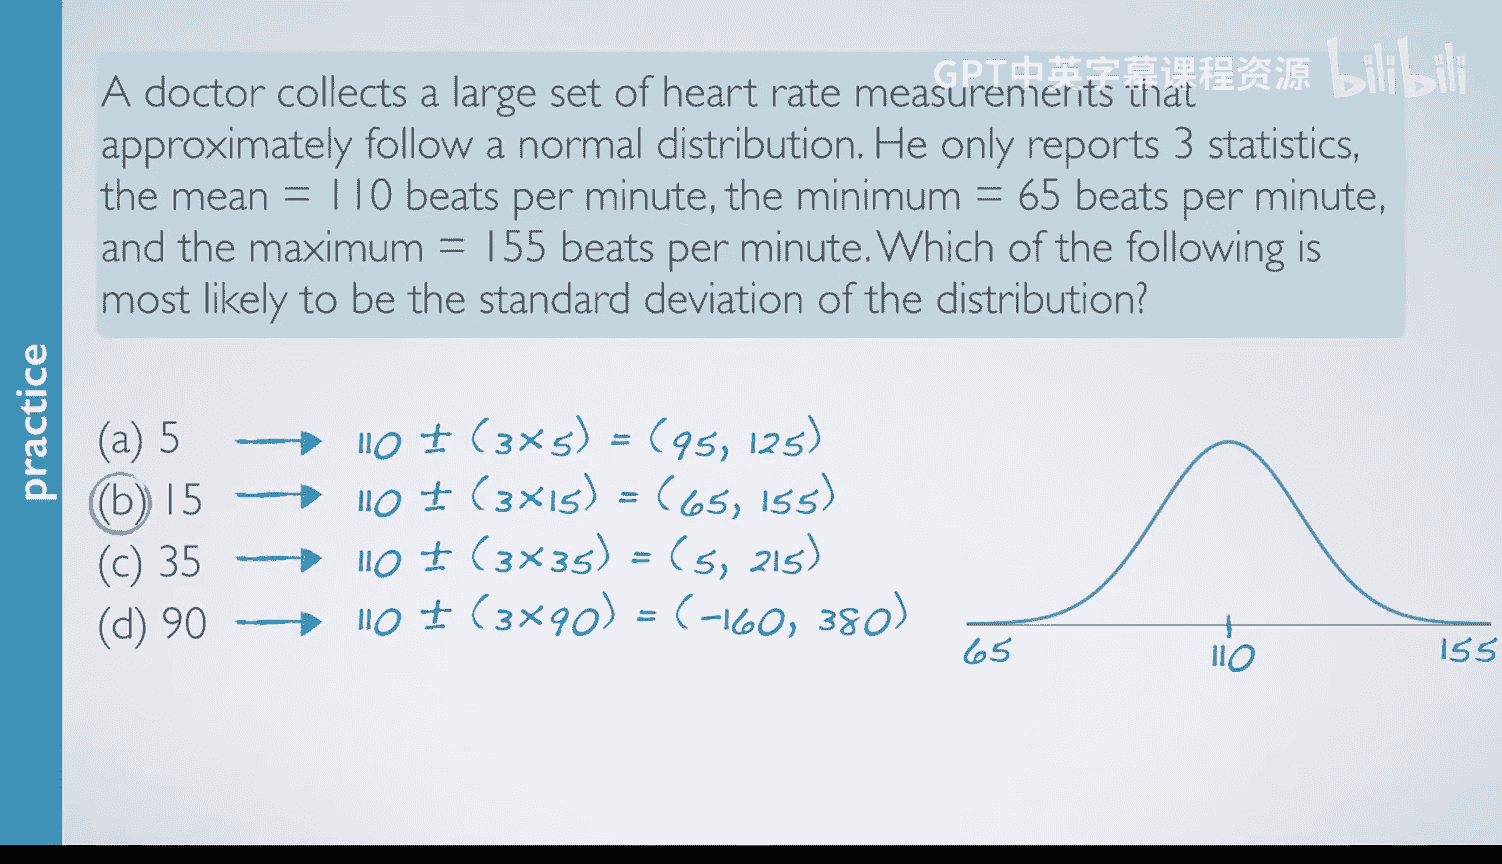 GPT中英字幕课程资源 bilibili
A doctor collects a large set of heart rate measurements that
approximately follow a normal distribution. He only reports 3 statistics,
the mean = 110 beats per minute, the minimum = 65 beats per minute,
and the maximum = 155 beats per minute. Which of the following is
most likely to be the standard deviation of the distribution?
practice
(a) 5 → 110 ± (3×5) = (95, 125)
(b) 15 → 110 ± (3×15) = (65, 155)
(c) 35 → 110 ± (3×35) = (5, 215)
(d) 90 → 110 ± (3×90) = (-160, 380)
65 110 155